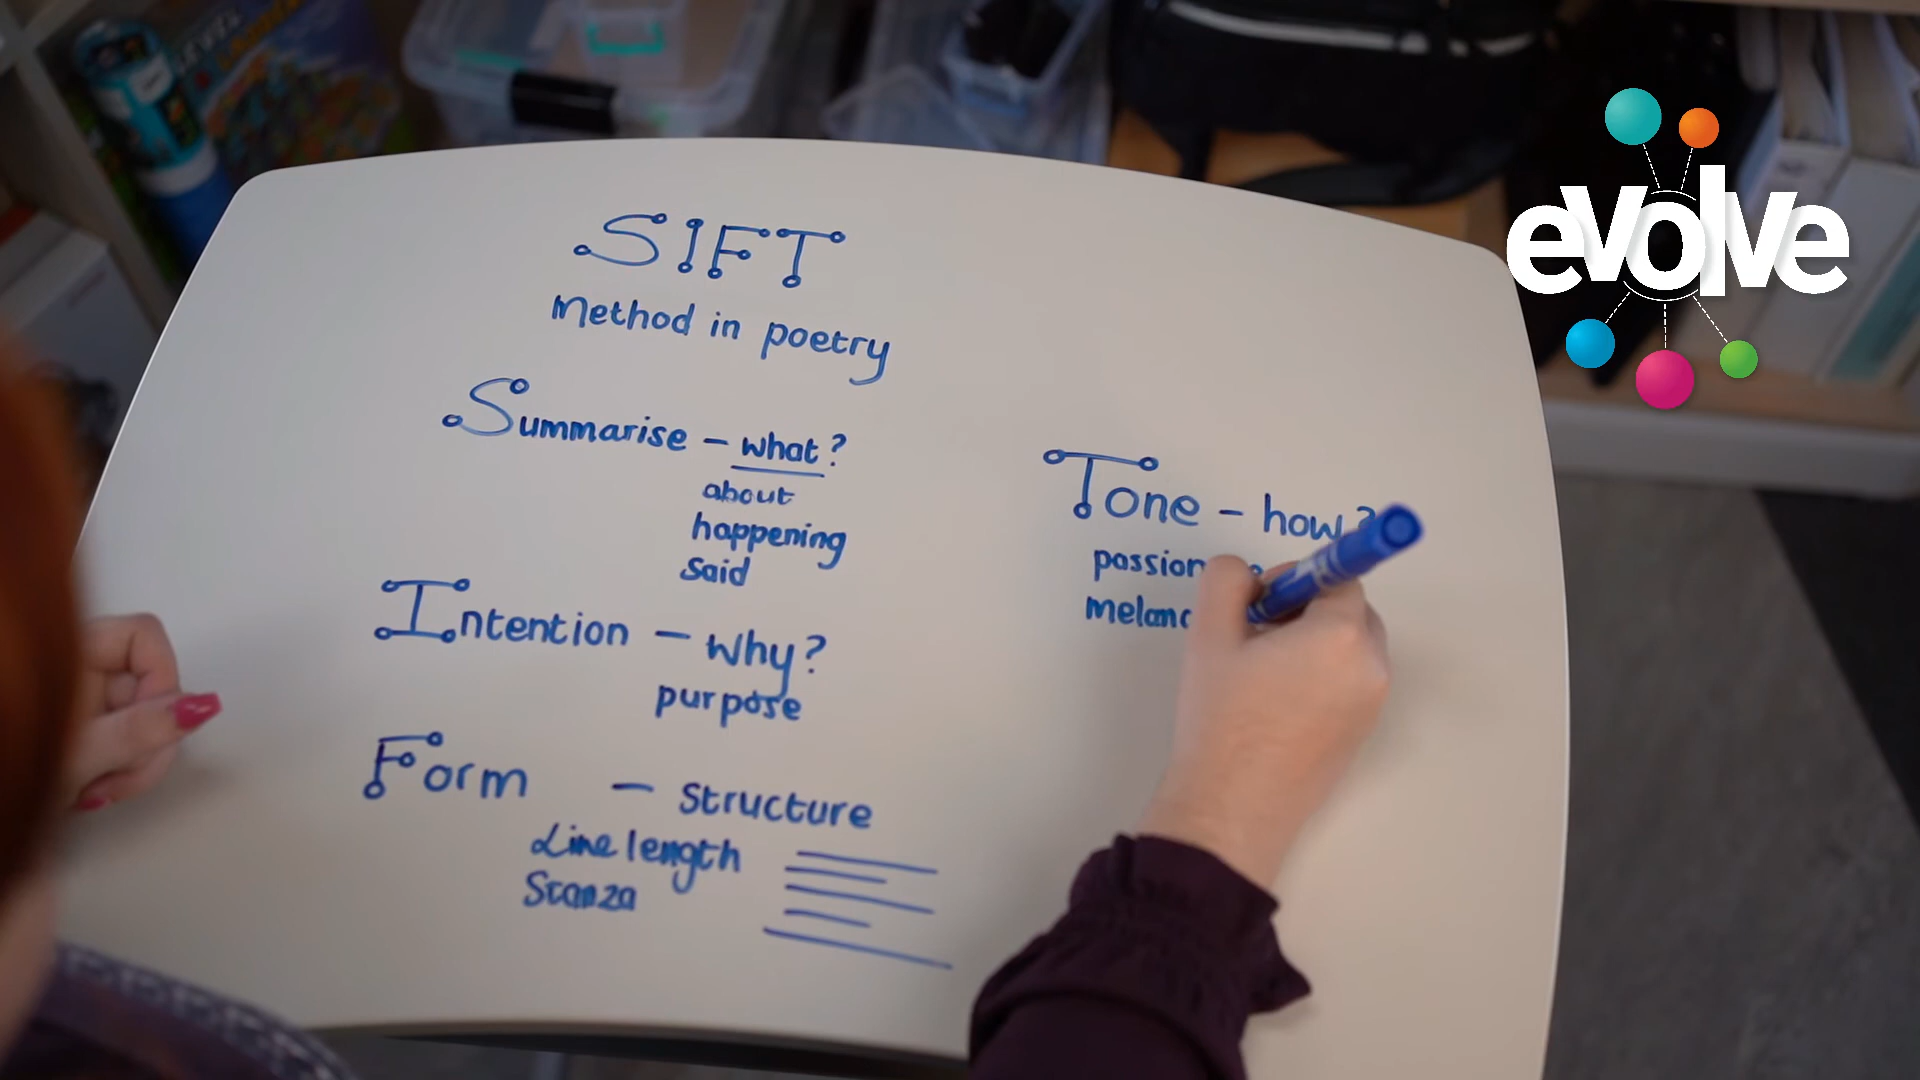 SIFT
Method in poetry
Summarise – what?
about
happening
said
Intention – why?
purpose
Form – structure
Line length
Stanza
Tone – how?
evolve